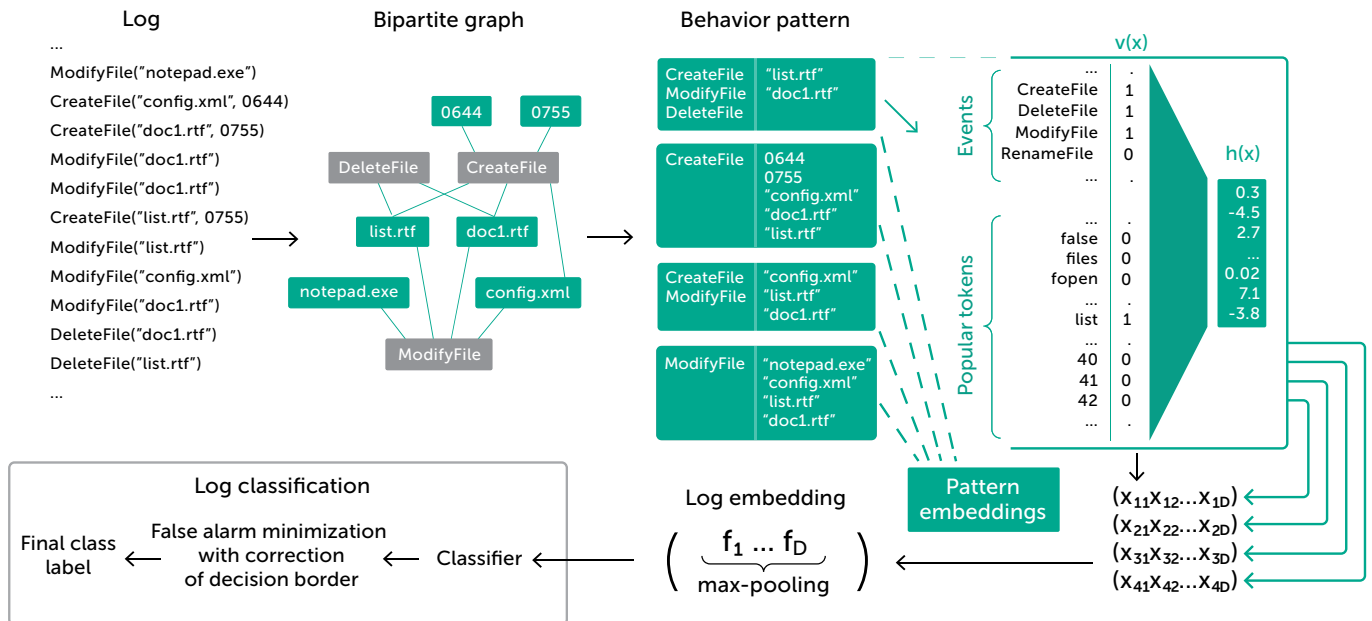 Log
...
ModifyFile("notepad.exe")
CreateFile("config.xml", 0644)
CreateFile("doc1.rtf", 0755)
ModifyFile("doc1.rtf")
ModifyFile("doc1.rtf")
CreateFile("list.rtf", 0755)
ModifyFile("list.rtf")
ModifyFile("config.xml")
ModifyFile("doc1.rtf")
DeleteFile("doc1.rtf")
DeleteFile("list.rtf")
...
Bipartite graph
0644
0755
DeleteFile
CreateFile
list.rtf
doc1.rtf
notepad.exe
config.xml
ModifyFile
Behavior pattern
CreateFile "list.rtf"
ModifyFile "doc1.rtf"
DeleteFile
CreateFile 0644
0755
"config.xml"
"doc1.rtf"
"list.rtf"
CreateFile "config.xml"
ModifyFile "list.rtf"
"doc1.rtf"
ModifyFile "notepad.exe"
"config.xml"
"list.rtf"
"doc1.rtf"
v(x)
Events
... .
CreateFile 1
DeleteFile 1
ModifyFile 1
RenameFile 0
... .
Popular tokens
... .
false 0
files 0
fopen 0
... .
list 1
... .
40 0
41 0
42 0
... .
h(x)
0.3
-4.5
2.7
...
0.02
7.1
-3.8
Pattern
embeddings
(x11x12...x1D)
(x21x22...x2D)
(x31x32...x3D)
(x41x42...x4D)
Log embedding
( f1 ... fD )
max-pooling
Log classification
Classifier
False alarm minimization
with correction
of decision border
Final class
label